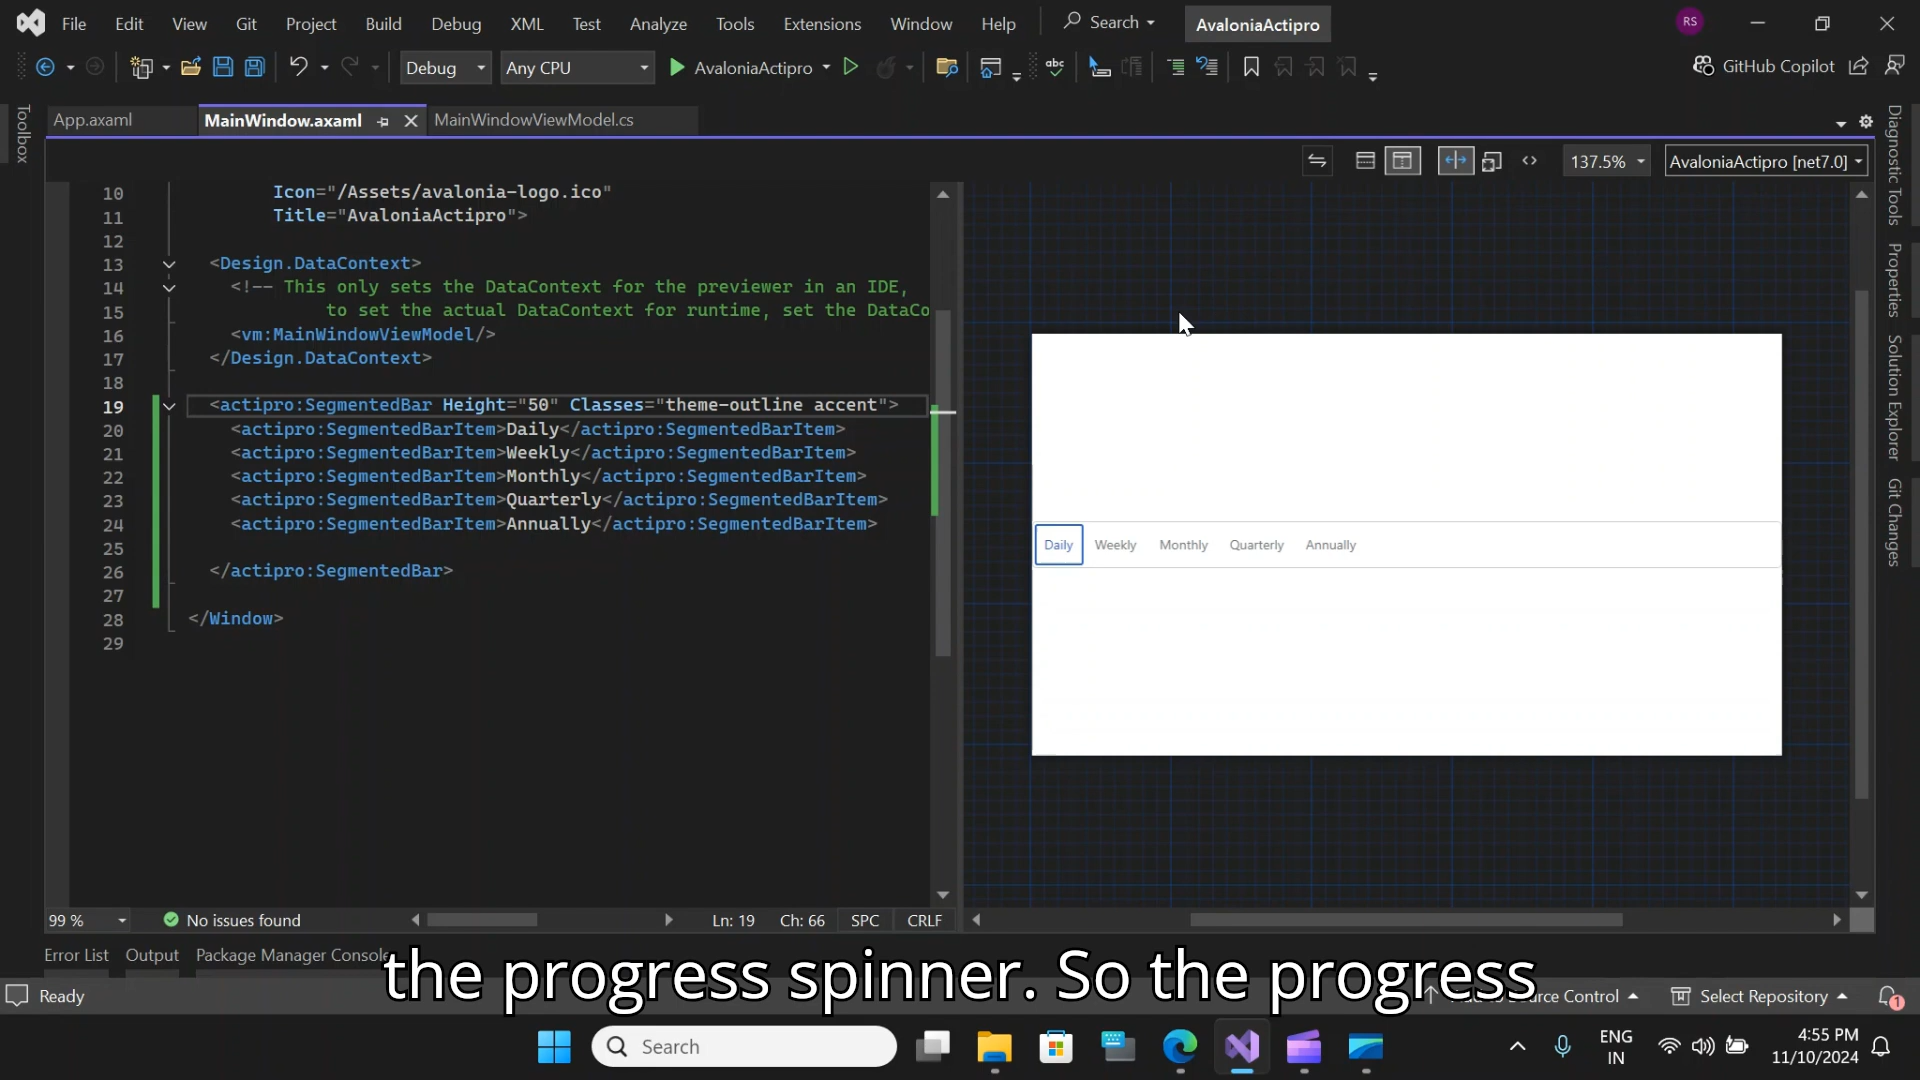 File Edit View Git Project Build Debug XML Test Analyze Tools Extensions Window Help Search AvaloniaActipro RS
Debug Any CPU AvaloniaActipro GitHub Copilot
App.axaml MainWindow.axaml MainWindowViewModel.cs
137.5% AvaloniaActipro [net7.0]
Toolbox
10 Icon="/Assets/avalonia-logo.ico"
11 Title="AvaloniaActipro">
12
13 <Design.DataContext>
14 <!-- This only sets the DataContext for the previewer in an IDE,
15 to set the actual DataContext for runtime, set the DataCo
16 <vm:MainWindowViewModel/>
17 </Design.DataContext>
18
19 <actipro:SegmentedBar Height="50" Classes="theme-outline accent">
20 <actipro:SegmentedBarItem>Daily</actipro:SegmentedBarItem>
21 <actipro:SegmentedBarItem>Weekly</actipro:SegmentedBarItem>
22 <actipro:SegmentedBarItem>Monthly</actipro:SegmentedBarItem>
23 <actipro:SegmentedBarItem>Quarterly</actipro:SegmentedBarItem>
24 <actipro:SegmentedBarItem>Annually</actipro:SegmentedBarItem>
25
26 </actipro:SegmentedBar>
27
28 </Window>
29
Daily Weekly Monthly Quarterly Annually
Diagnostic Tools
Properties
Solution Explorer
Git Changes
99 % No issues found Ln: 19 Ch: 66 SPC CRLF
Error List Output Package Manager Console
the progress spinner. So the progress
Ready Source Control Select Repository 1
Search ENG IN 4:55 PM 11/10/2024